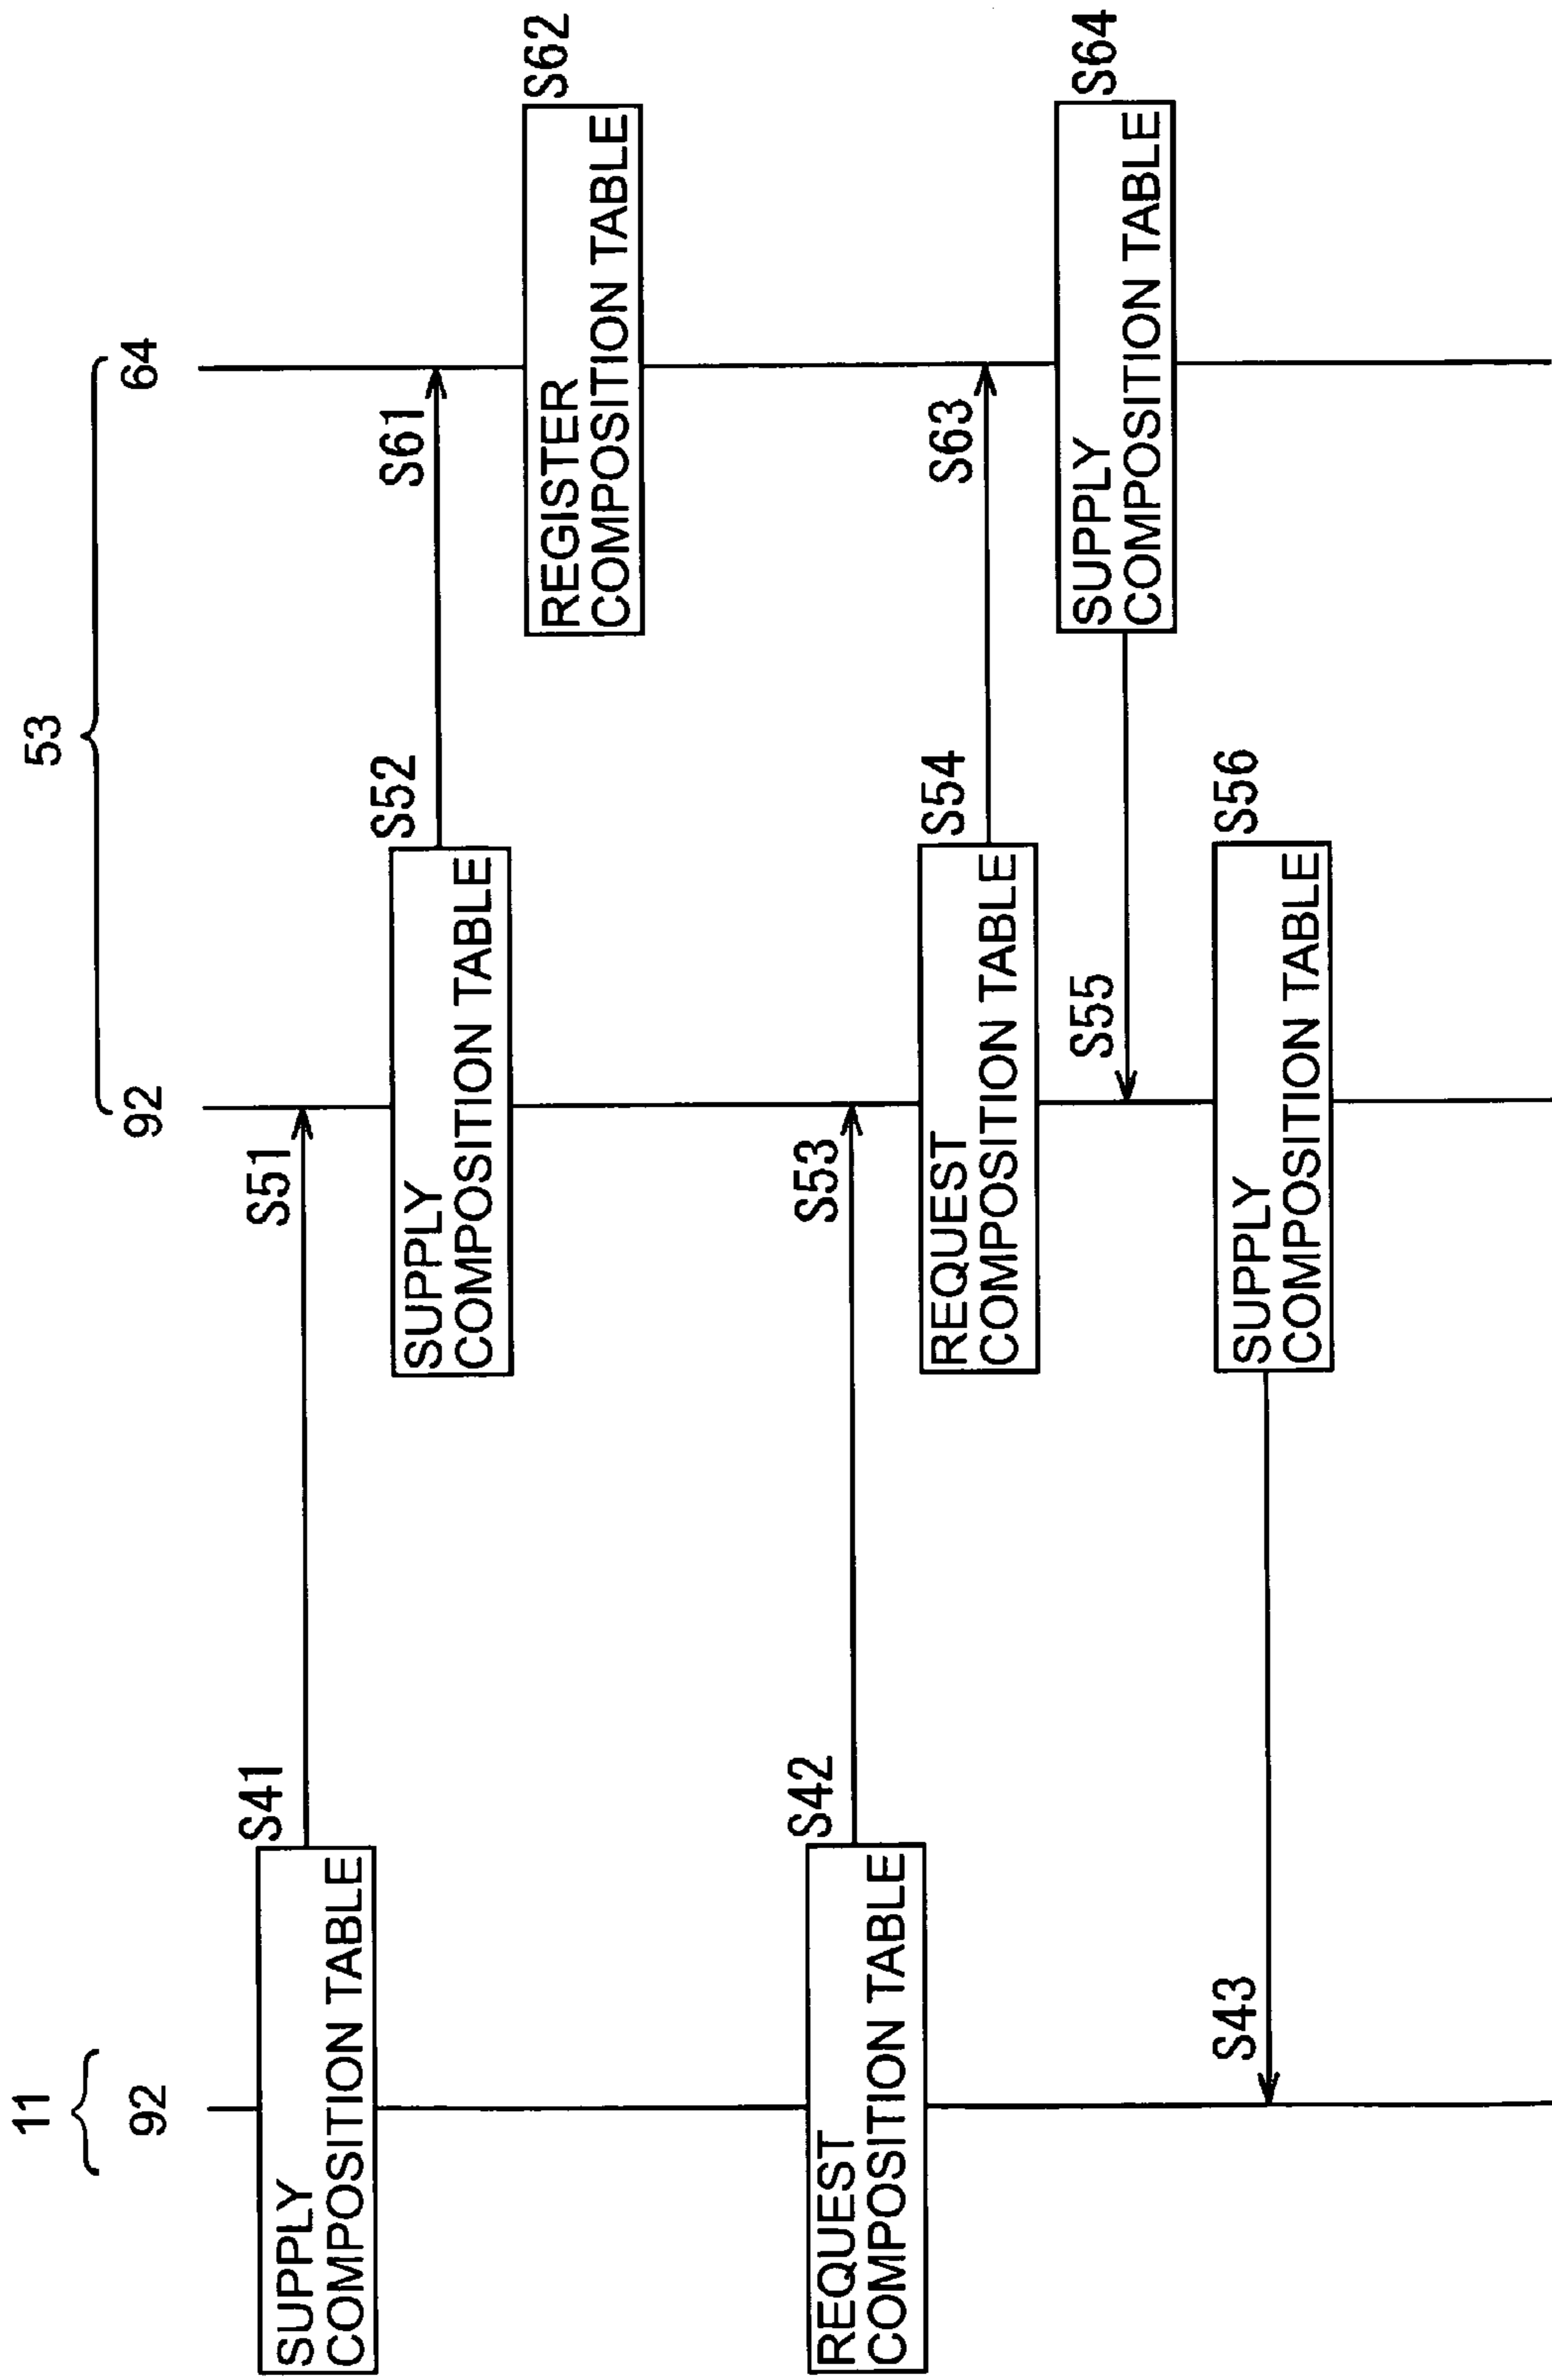 11
53
92
92
64
S41
SUPPLY
COMPOSITION TABLE
S51
S52
SUPPLY
COMPOSITION TABLE
S61
S62
REGISTER
COMPOSITION TABLE
S42
REQUEST
COMPOSITION TABLE
S53
S54
REQUEST
COMPOSITION TABLE
S63
S64
SUPPLY
COMPOSITION TABLE
S55
S56
SUPPLY
COMPOSITION TABLE
S43